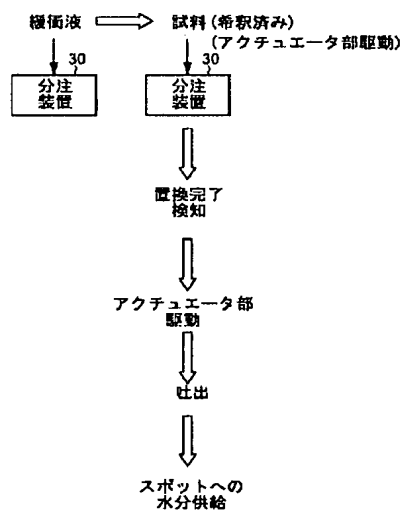 緩衝液 試料(希釈済み)
(アクチュエータ部駆動)
30 30
分注 分注
装置 装置
置換完了
検知
アクチュエータ部
駆動
吐出
スポットへの
水分供給